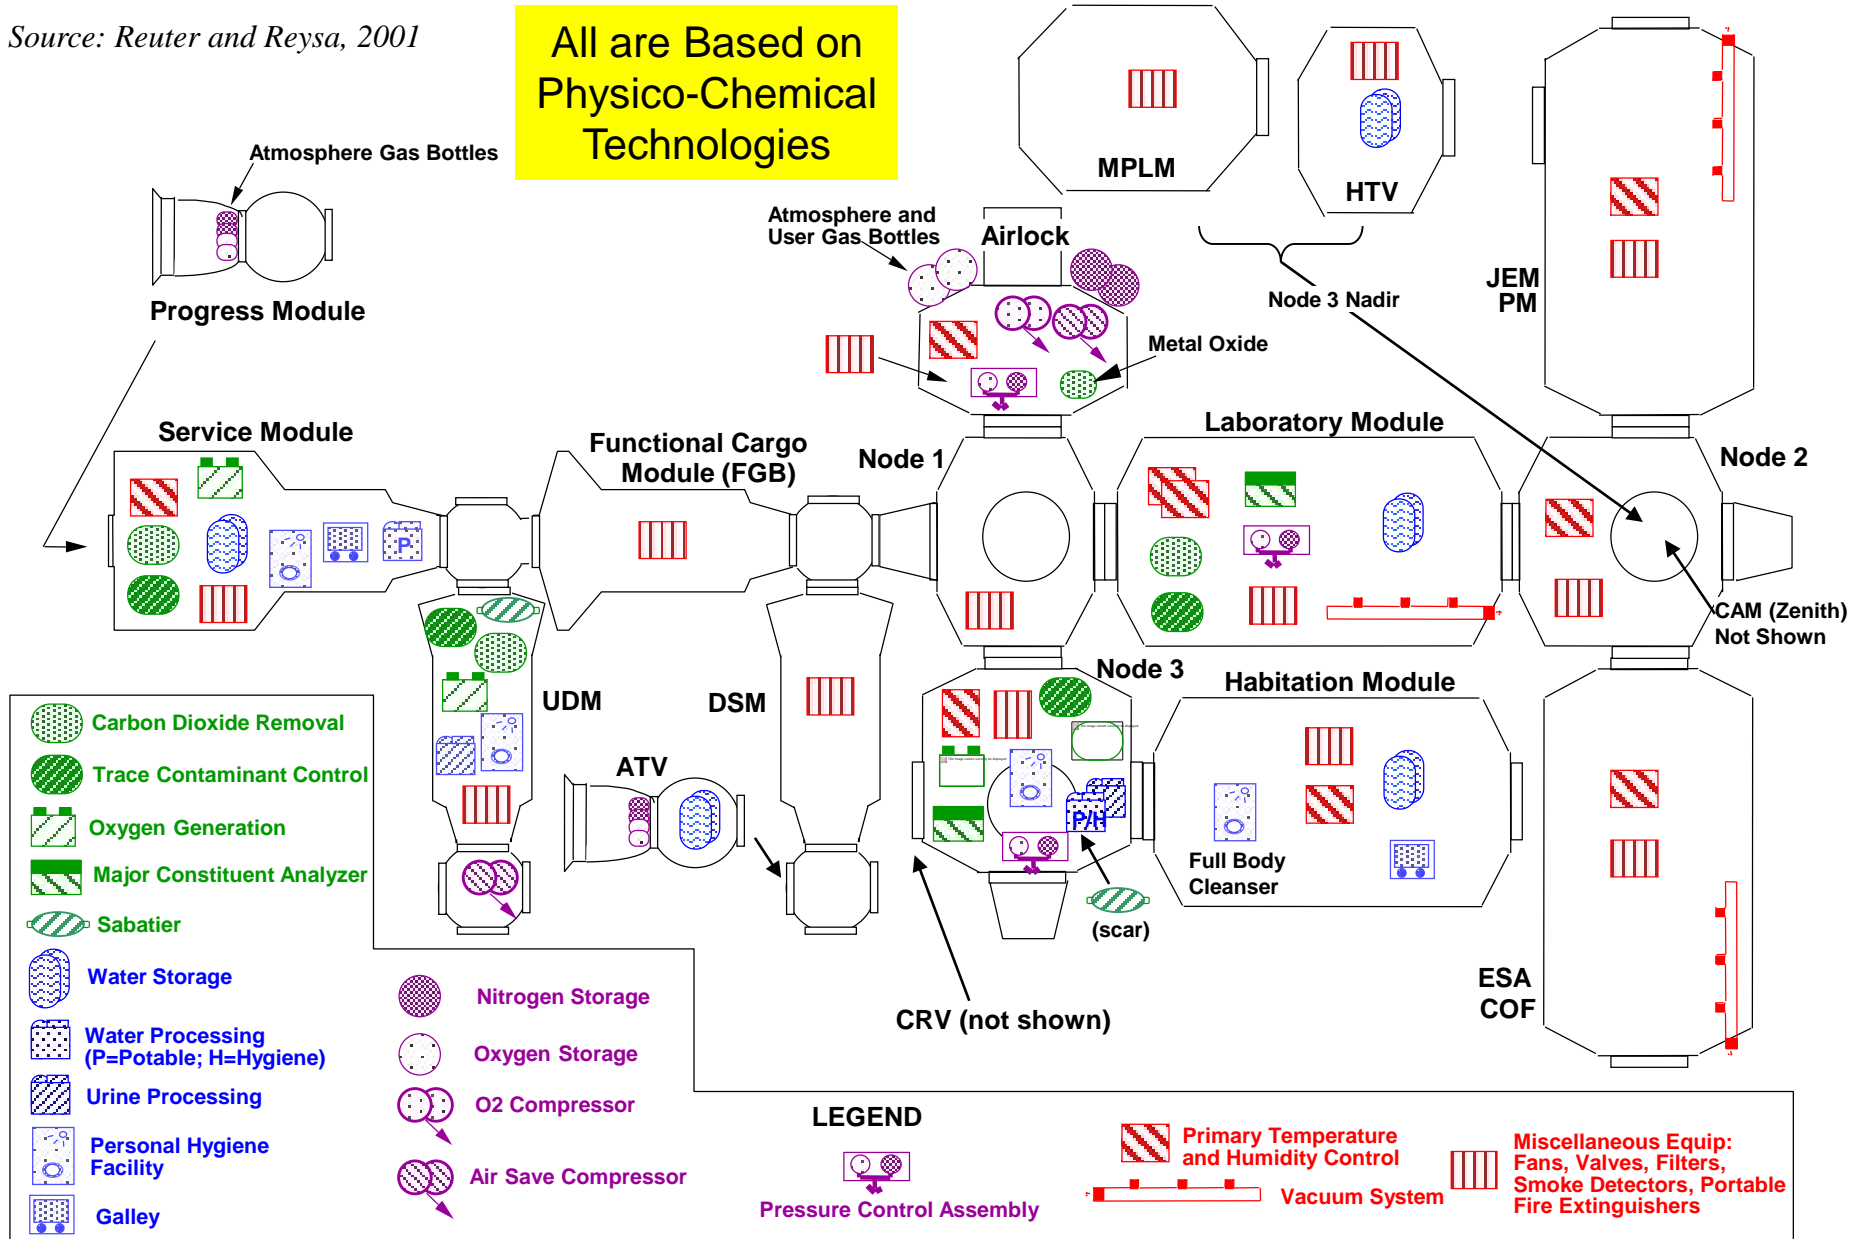 Source: Reuter and Reysa, 2001
All are Based on
Physico-Chemical
Technologies
Atmosphere Gas Bottles
Progress Module
MPLM
HTV
Atmosphere and
User Gas Bottles
Airlock
Node 3 Nadir
JEM
PM
Metal Oxide
Service Module
Functional Cargo
Module (FGB)
Node 1
Laboratory Module
Node 2
P
CAM (Zenith)
Not Shown
UDM
DSM
Node 3
Habitation Module
ATV
P/H
Full Body
Cleanser
(scar)
CRV (not shown)
ESA
COF
Carbon Dioxide Removal
Trace Contaminant Control
Oxygen Generation
Major Constituent Analyzer
Sabatier
Water Storage
Water Processing
(P=Potable; H=Hygiene)
Urine Processing
Personal Hygiene
Facility
Galley
Nitrogen Storage
Oxygen Storage
O2 Compressor
Air Save Compressor
LEGEND
Pressure Control Assembly
Primary Temperature
and Humidity Control
Vacuum System
Miscellaneous Equip:
Fans, Valves, Filters,
Smoke Detectors, Portable
Fire Extinguishers